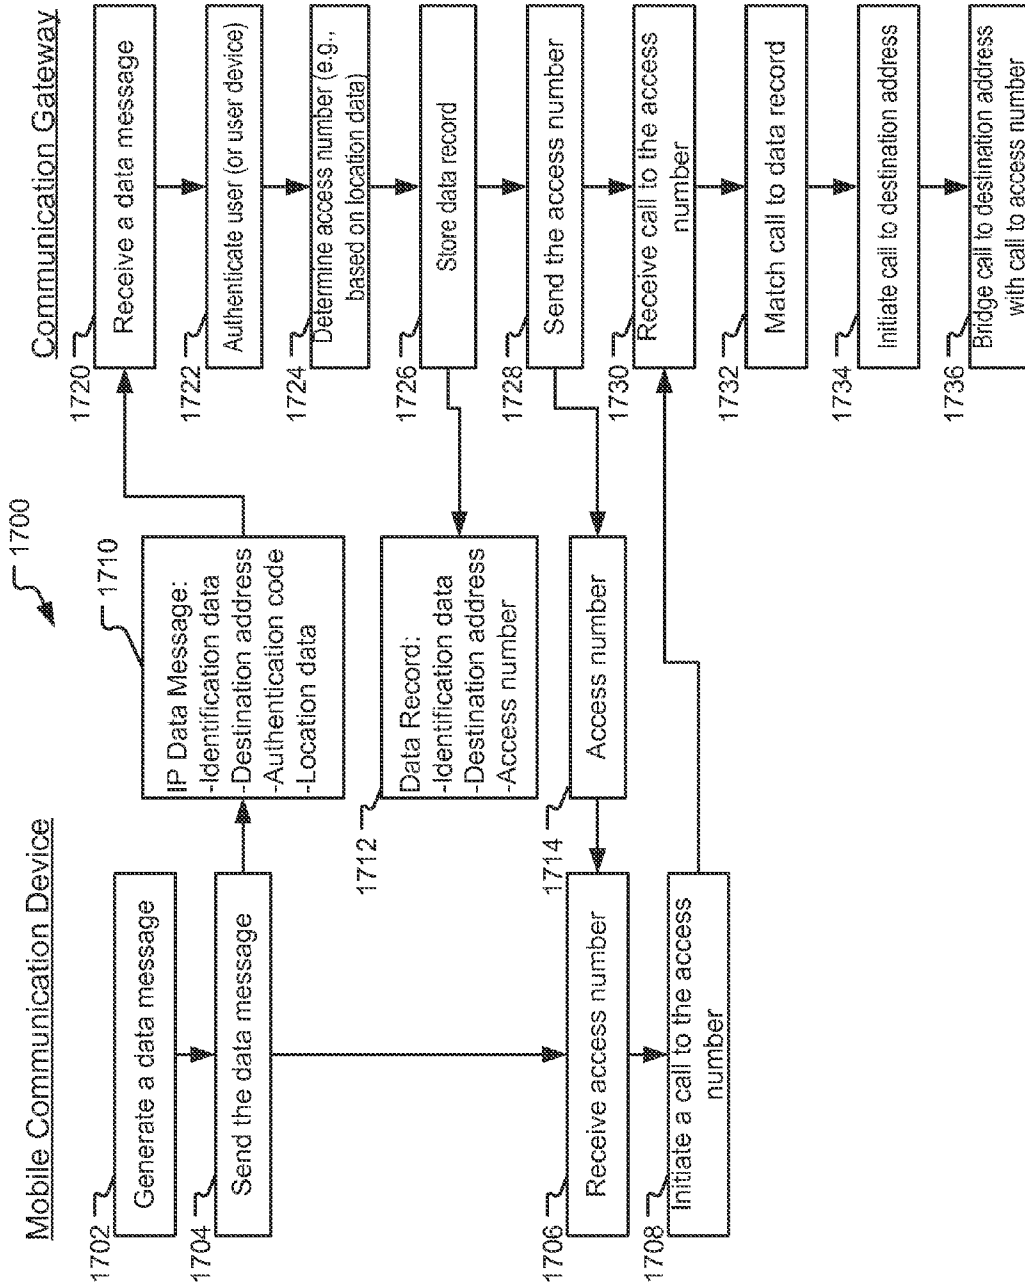 1700
Mobile Communication Device
Communication Gateway
1702
Generate a data message
1704
Send the data message
1706
Receive access number
1708
Initiate a call to the access
number
1710
IP Data Message:
-Identification data
-Destination address
-Authentication code
-Location data
1712
Data Record:
-Identification data
-Destination address
-Access number
1714
Access number
1720
Receive a data message
1722
Authenticate user (or user device)
1724
Determine access number (e.g.,
based on location data)
1726
Store data record
1728
Send the access number
1730
Receive call to the access
number
1732
Match call to data record
1734
Initiate call to destination address
1736
Bridge call to destination address
with call to access number